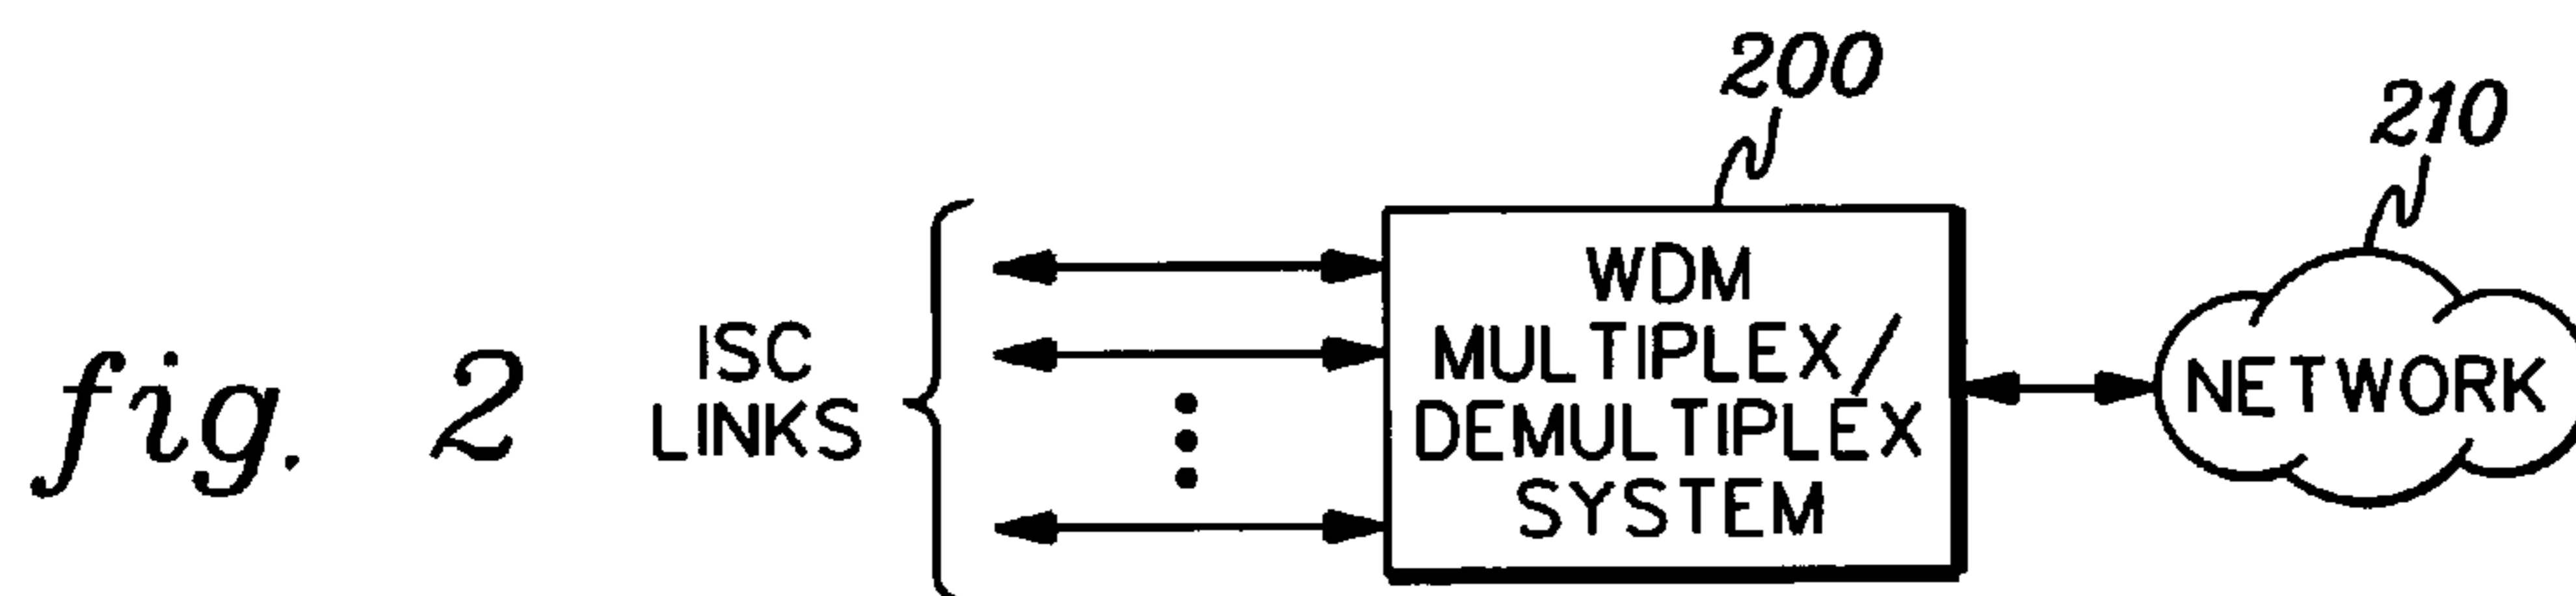 200
210
fig. 2
ISC
LINKS
WDM
MULTIPLEX/
DEMULTIPLEX
SYSTEM
NETWORK